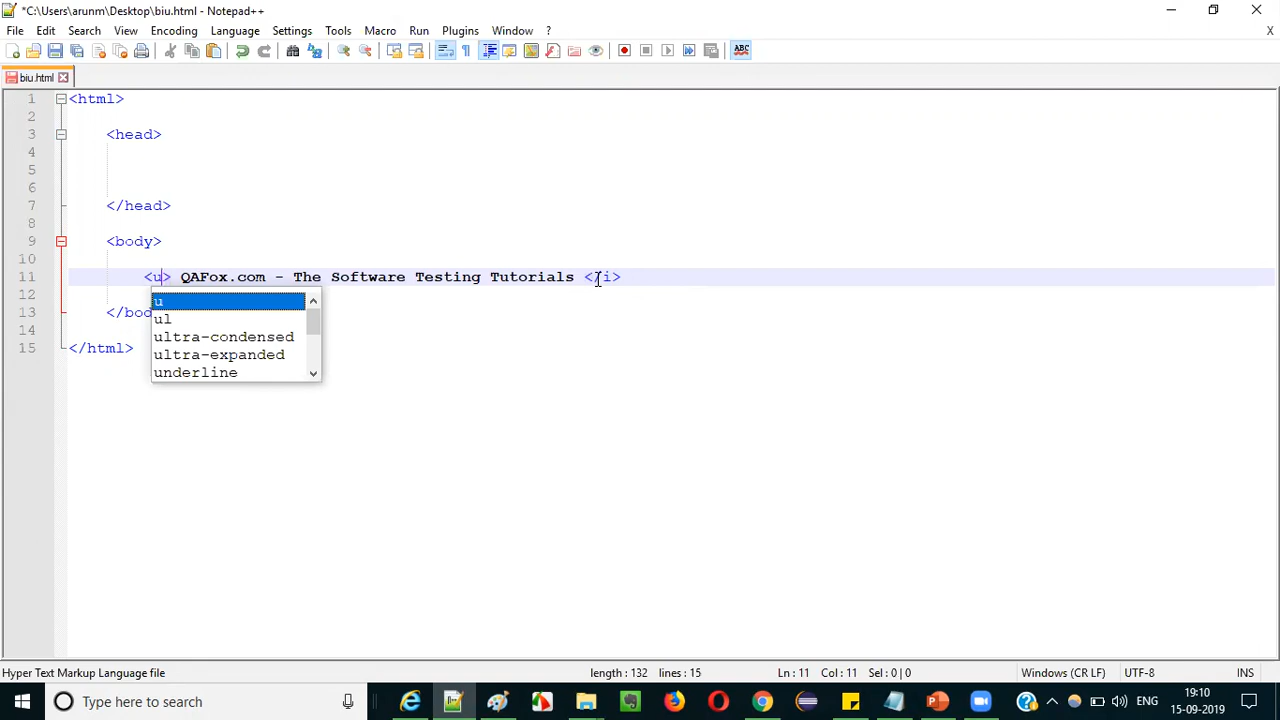 *C:\Users\arunm\Desktop\biu.html - Notepad++
File Edit Search View Encoding Language Settings Tools Macro Run Plugins Window ? X
ABC
biu.html
1 <html>
2
3 <head>
4
5
6
7 </head>
8
9 <body>
10
11 <u> QAFox.com - The Software Testing Tutorials </i>
12
u
ul
13 </bod
ultra-condensed
14
15 </html>
ultra-expanded
underline
Hyper Text Markup Language file length : 132 lines : 15 Ln : 11 Col : 11 Sel : 0 | 0 Windows (CR LF) UTF-8 INS
Type here to search ENG 19:10
15-09-2019